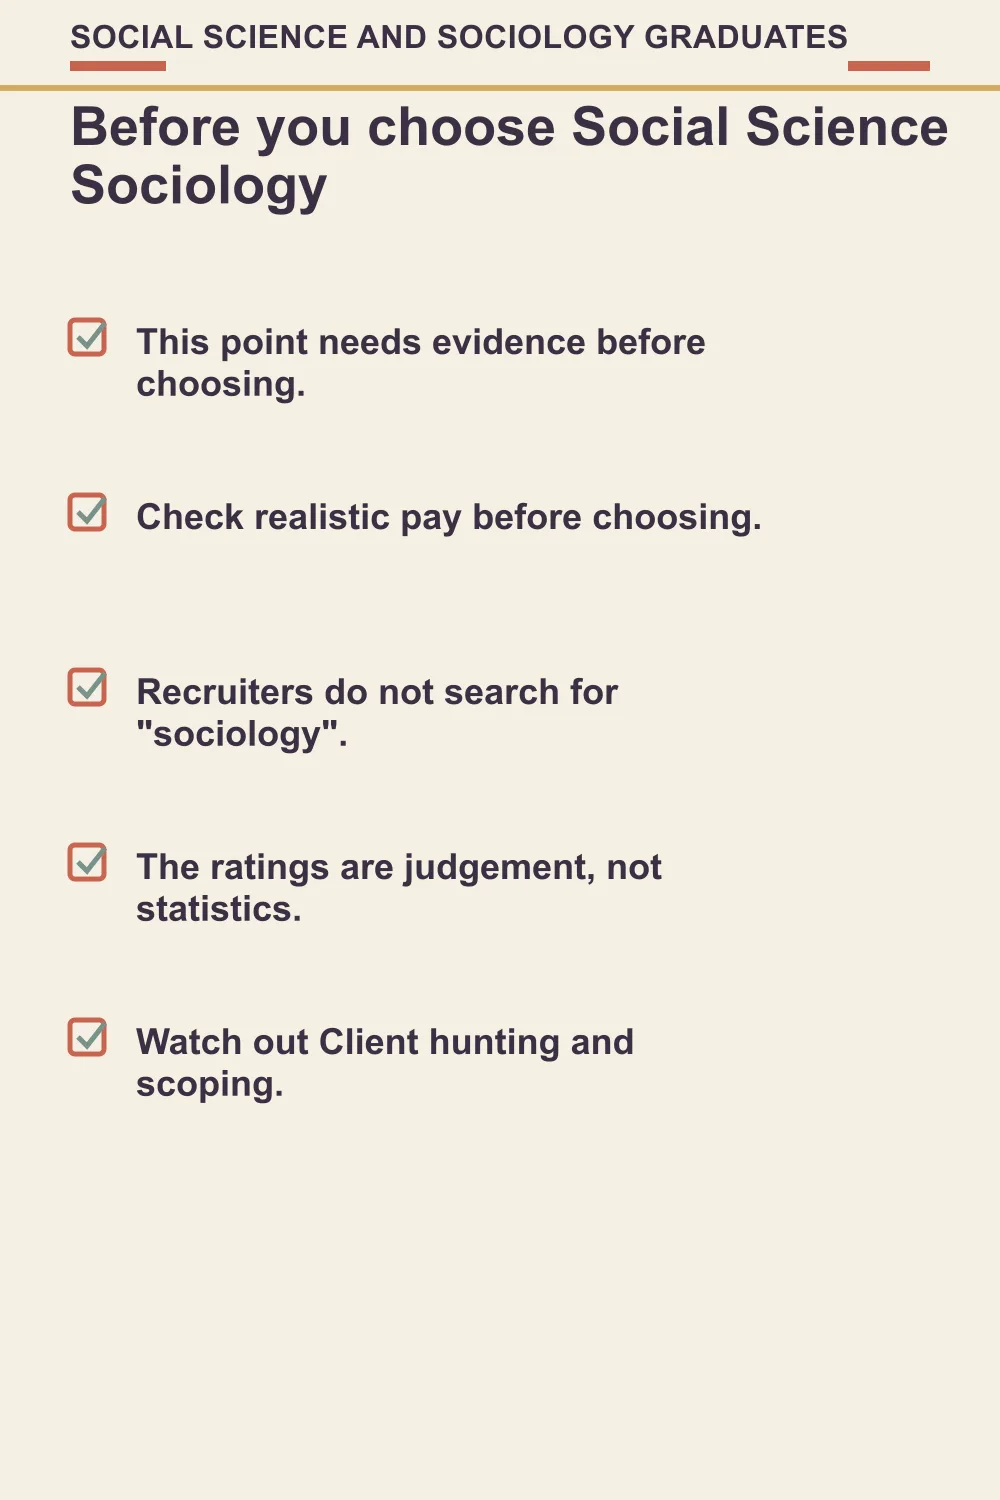 SOCIAL SCIENCE AND SOCIOLOGY GRADUATES
Before you choose Social Science
Sociology
This point needs evidence before
choosing.
Check realistic pay before choosing.
Recruiters do not search for
"sociology".
The ratings are judgement, not
statistics.
Watch out Client hunting and
scoping.